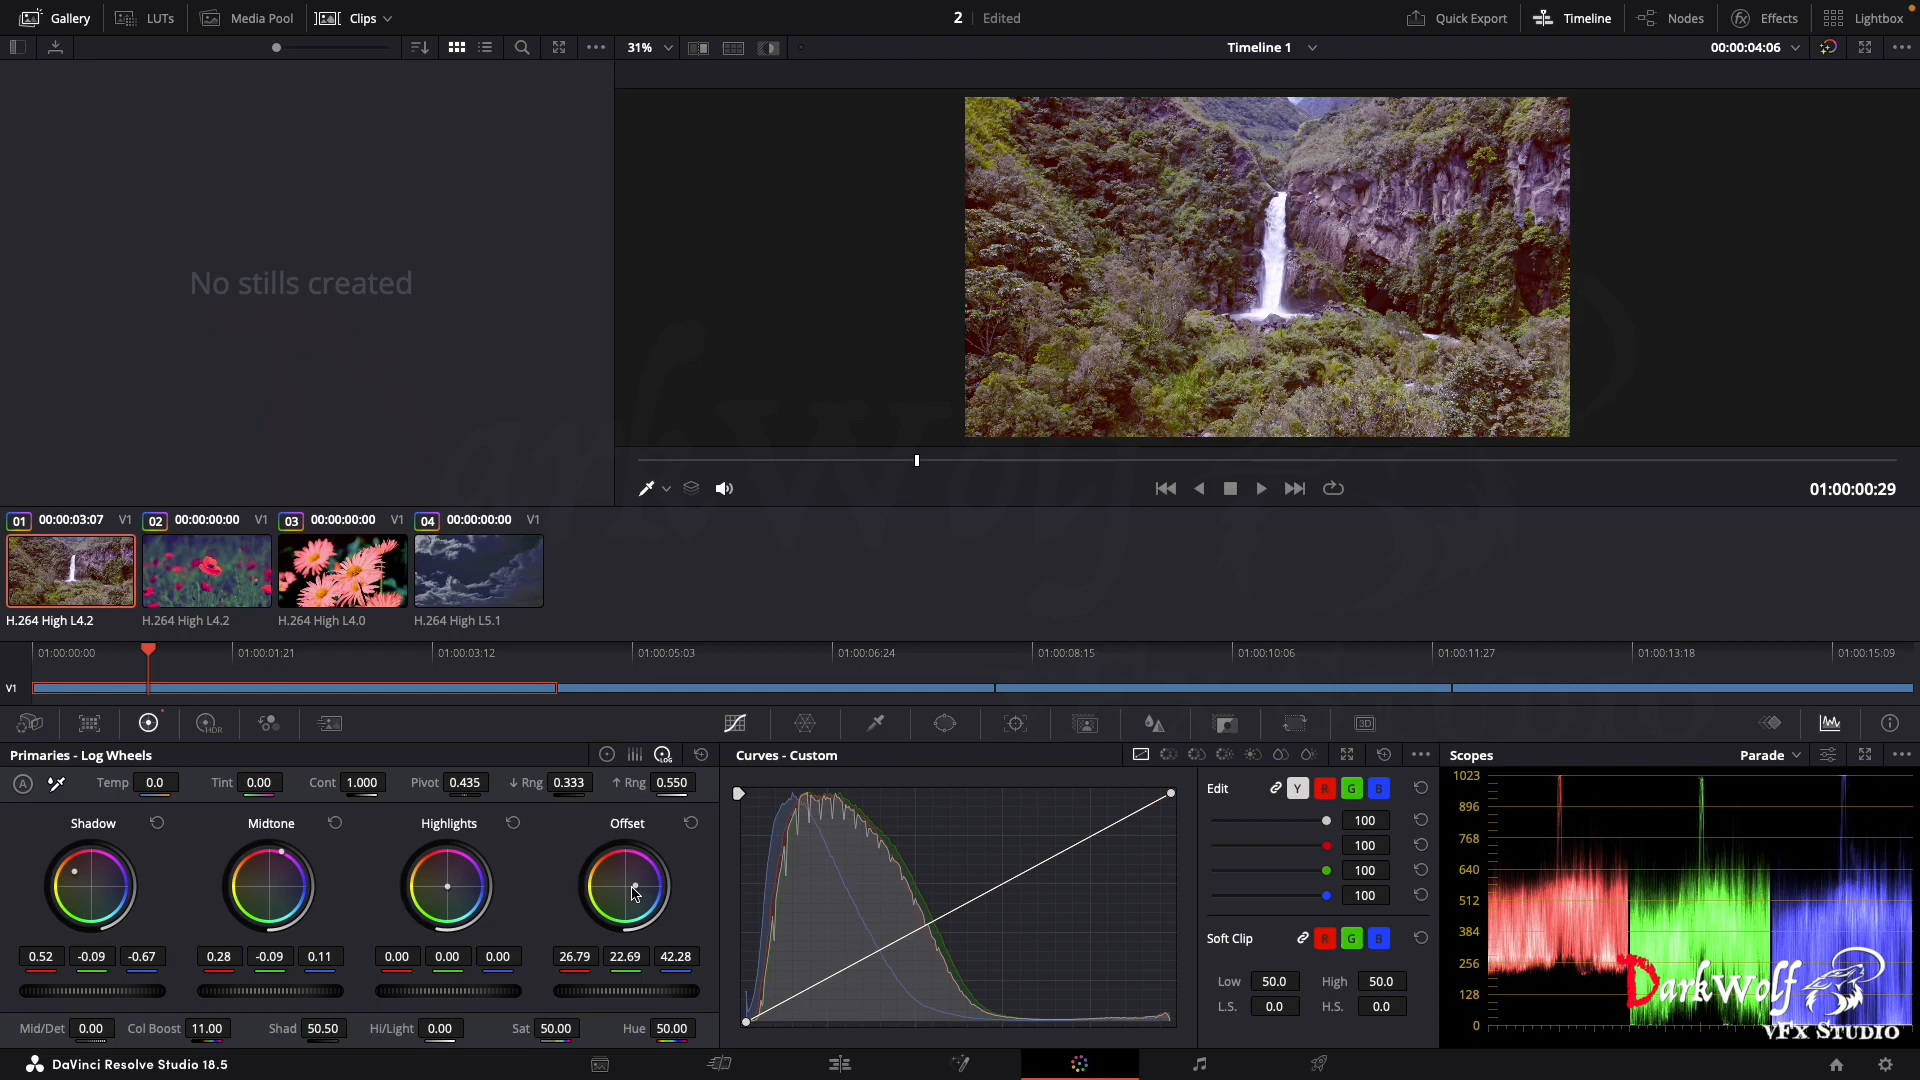 Gallery LUTs Media Pool Clips 2 Edited Quick Export Timeline Nodes Effects Lightbox
31% Timeline 1 00:00:04:06
No stills created
01:00:00:29
01 00:00:03:07 V1 02 00:00:00:00 V1 03 00:00:00:00 V1 04 00:00:00:00 V1
H.264 High L4.2 H.264 High L4.2 H.264 High L4.0 H.264 High L5.1
01:00:00:00 01:00:01:21 01:00:03:12 01:00:05:03 01:00:06:24 01:00:08:15 01:00:10:06 01:00:11:27 01:00:13:18 01:00:15:09
V1
HDR 3D
Primaries - Log Wheels LOG Curves - Custom Scopes Parade
A Temp 0.0 Tint 0.00 Cont 1.000 Pivot 0.435 ↓ Rng 0.333 ↑ Rng 0.550
Shadow Midtone Highlights Offset
0.52 -0.09 -0.67 0.28 -0.09 0.11 0.00 0.00 0.00 26.79 22.69 42.28
Mid/Det 0.00 Col Boost 11.00 Shad 50.50 Hi/Light 0.00 Sat 50.00 Hue 50.00
Edit Y R G B
100
100
100
100
Soft Clip R G B
Low 50.0 High 50.0
L.S. 0.0 H.S. 0.0
1023
896
768
640
512
384
256
128
0
DarkWolf
VFx STUDIO
DaVinci Resolve Studio 18.5